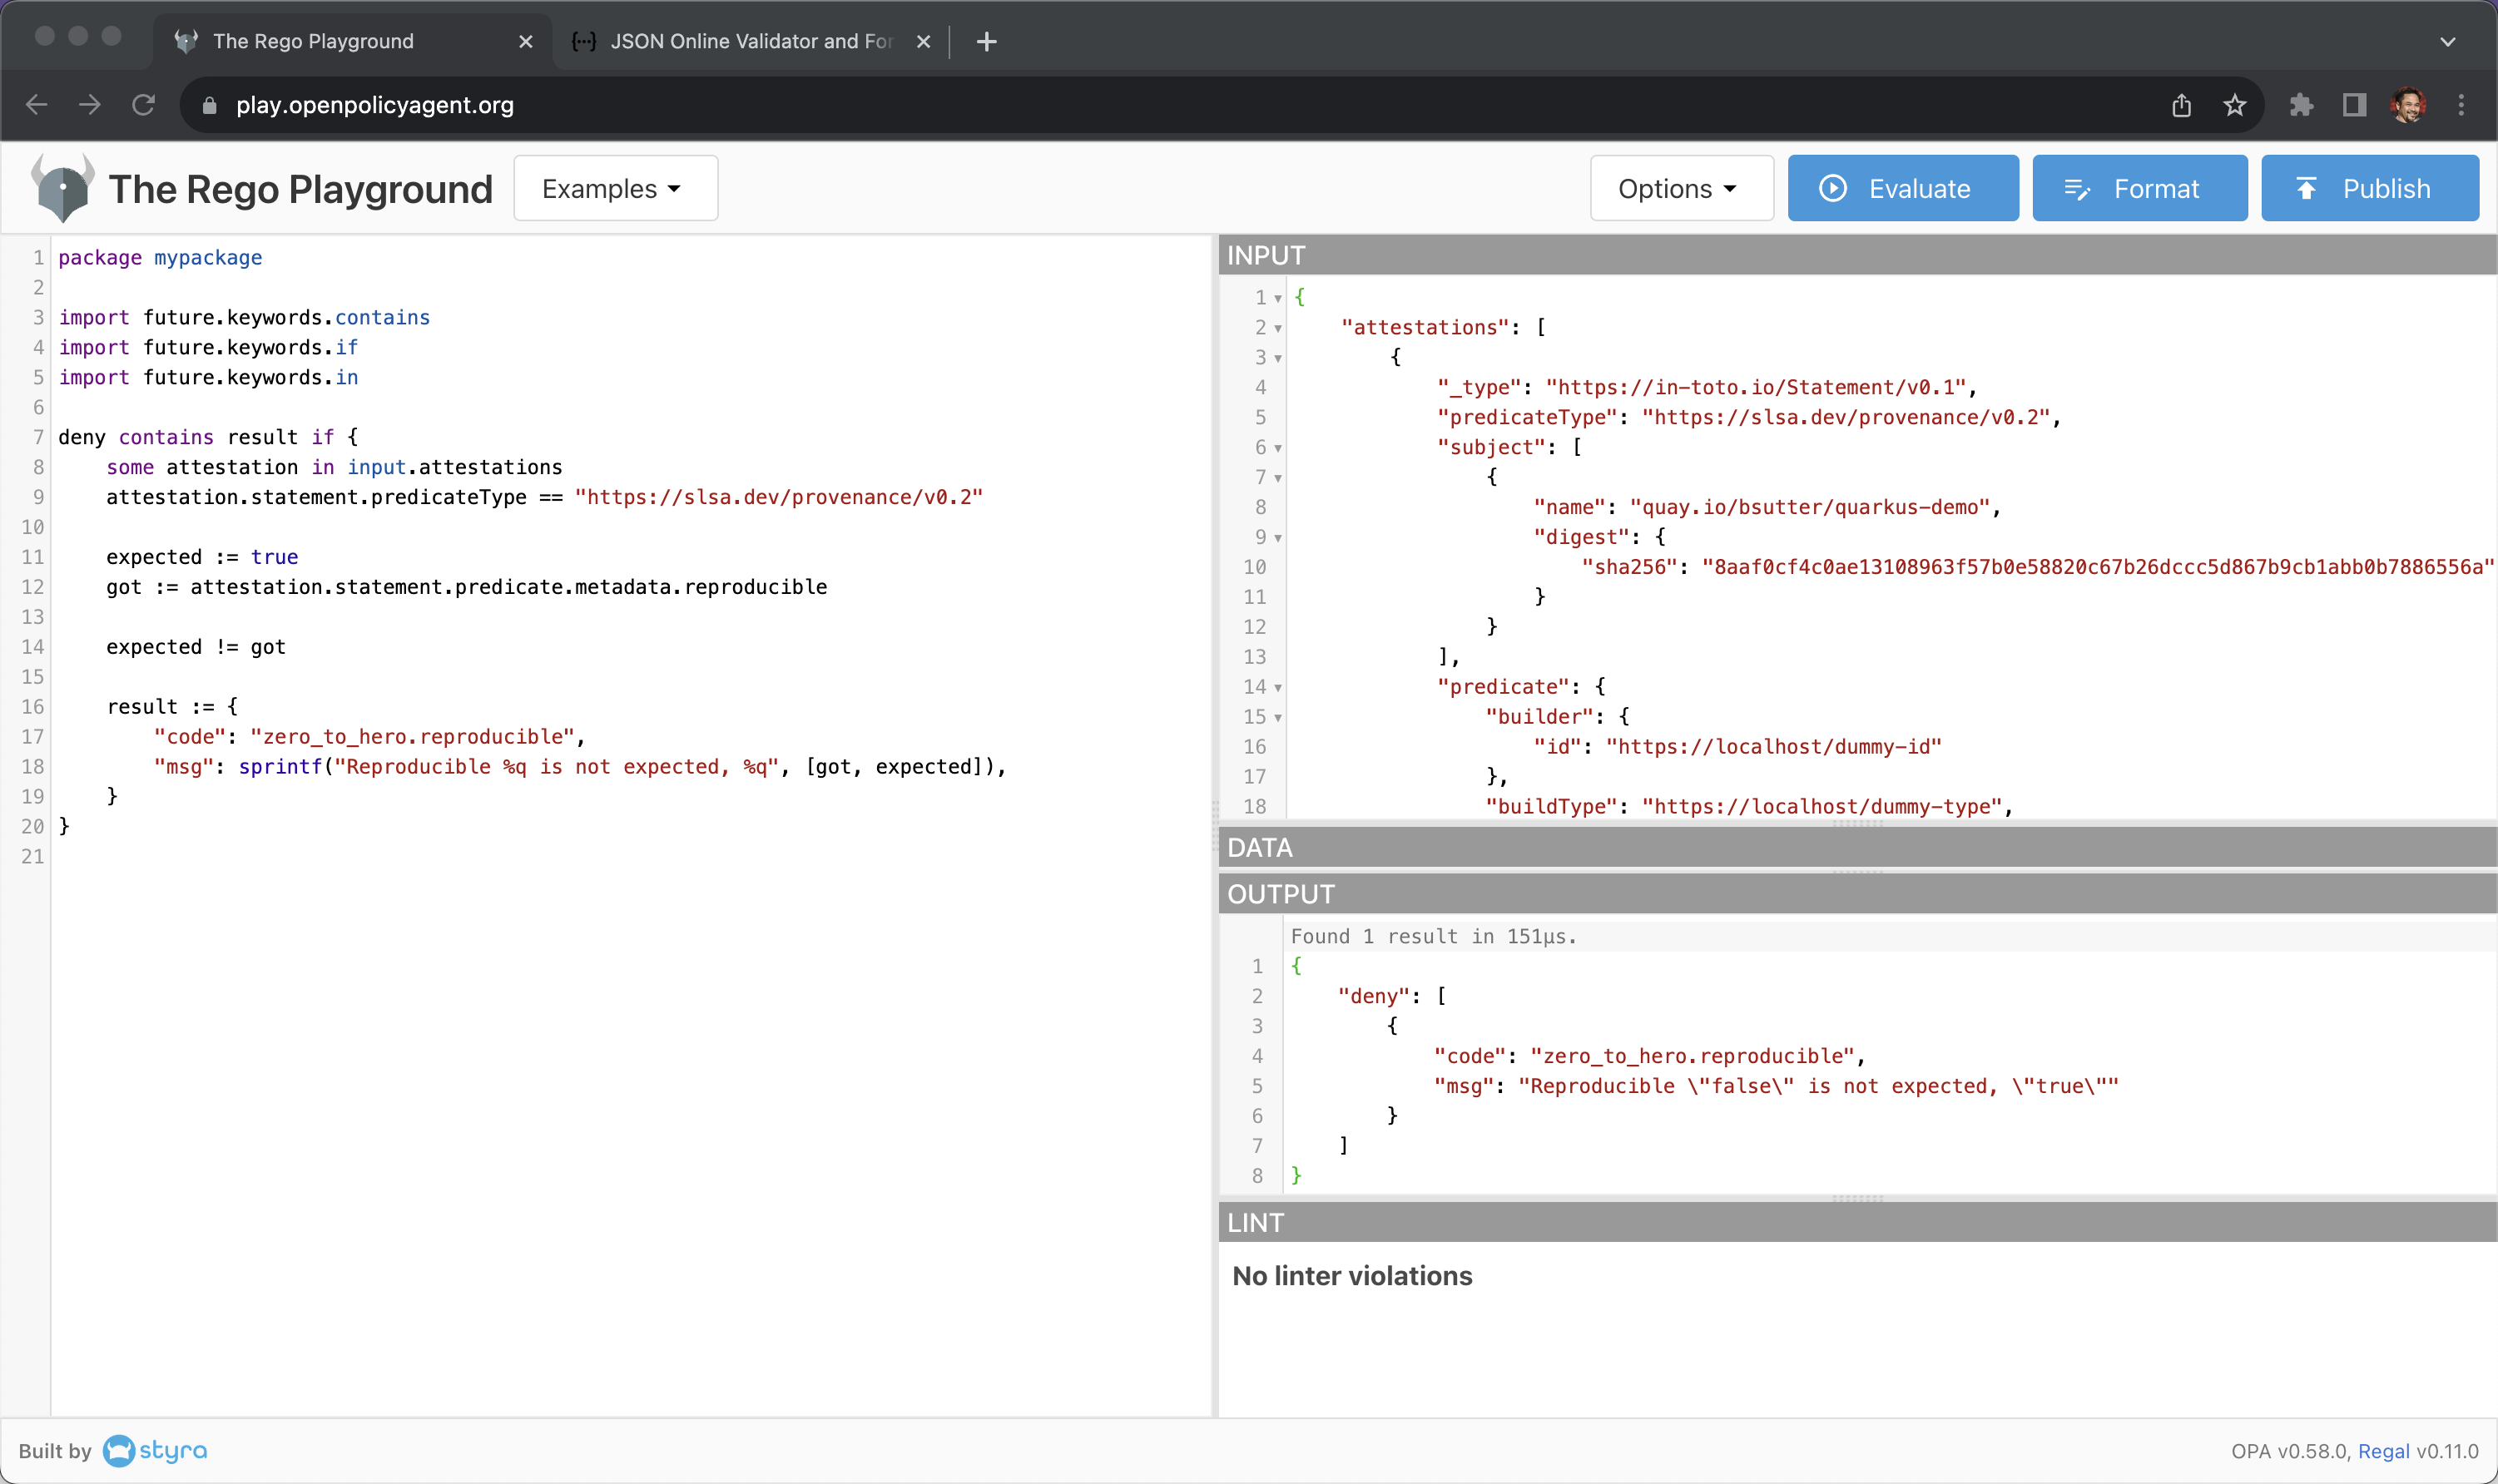 The Rego Playground
JSON Online Validator and For
play.openpolicyagent.org
The Rego Playground
Examples
Options
Evaluate
Format
Publish
1 package mypackage
2
3 import future.keywords.contains
4 import future.keywords.if
5 import future.keywords.in
6
7 deny contains result if {
8     some attestation in input.attestations
9     attestation.statement.predicateType == "https://slsa.dev/provenance/v0.2"
10
11     expected := true
12     got := attestation.statement.predicate.metadata.reproducible
13
14     expected != got
15
16     result := {
17         "code": "zero_to_hero.reproducible",
18         "msg": sprintf("Reproducible %q is not expected, %q", [got, expected]),
19     }
20 }
21
INPUT
1 {
2     "attestations": [
3         {
4             "_type": "https://in-toto.io/Statement/v0.1",
5             "predicateType": "https://slsa.dev/provenance/v0.2",
6             "subject": [
7                 {
8                     "name": "quay.io/bsutter/quarkus-demo",
9                     "digest": {
10                         "sha256": "8aaf0cf4c0ae13108963f57b0e58820c67b26dccc5d867b9cb1abb0b7886556a"
11                     }
12                 }
13             ],
14             "predicate": {
15                 "builder": {
16                     "id": "https://localhost/dummy-id"
17                 },
18                 "buildType": "https://localhost/dummy-type",
DATA
OUTPUT
Found 1 result in 151µs.
1 {
2     "deny": [
3         {
4             "code": "zero_to_hero.reproducible",
5             "msg": "Reproducible \"false\" is not expected, \"true\""
6         }
7     ]
8 }
LINT
No linter violations
Built by styra
OPA v0.58.0, Regal v0.11.0